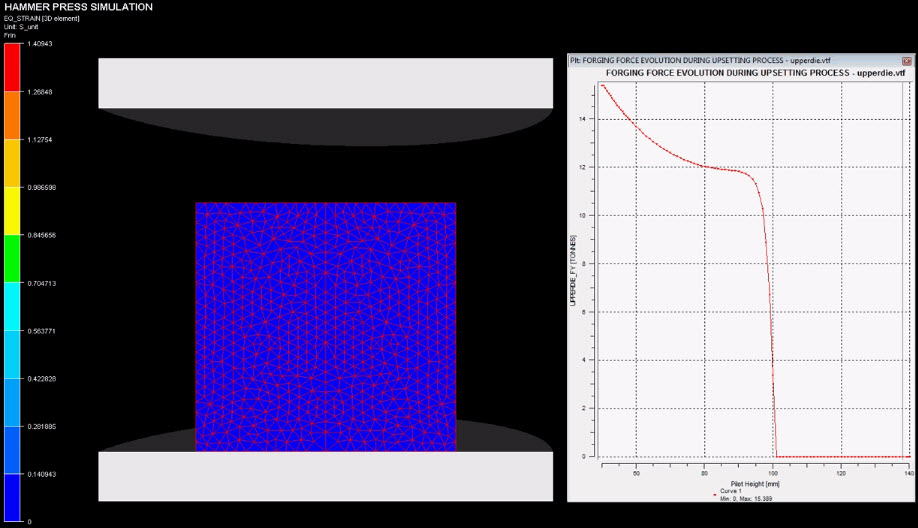 HAMMER PRESS SIMULATION
EQ_STRAIN [3D element]
Unit: S_unit
Frin
1.40943
1.26848
1.12754
0.986598
0.845656
0.704713
0.563771
0.422828
0.281885
0.140943
0
Plt: FORGING FORCE EVOLUTION DURING UPSETTING PROCESS - upperdie.vtf
FORGING FORCE EVOLUTION DURING UPSETTING PROCESS - upperdie.vtf
UPPERDIE_FY [TONNES]
14
12
10
8
6
4
2
0
80
100
120
140
Pilot Height [mm]
Curve 1
Min: 0, Max: 15.389